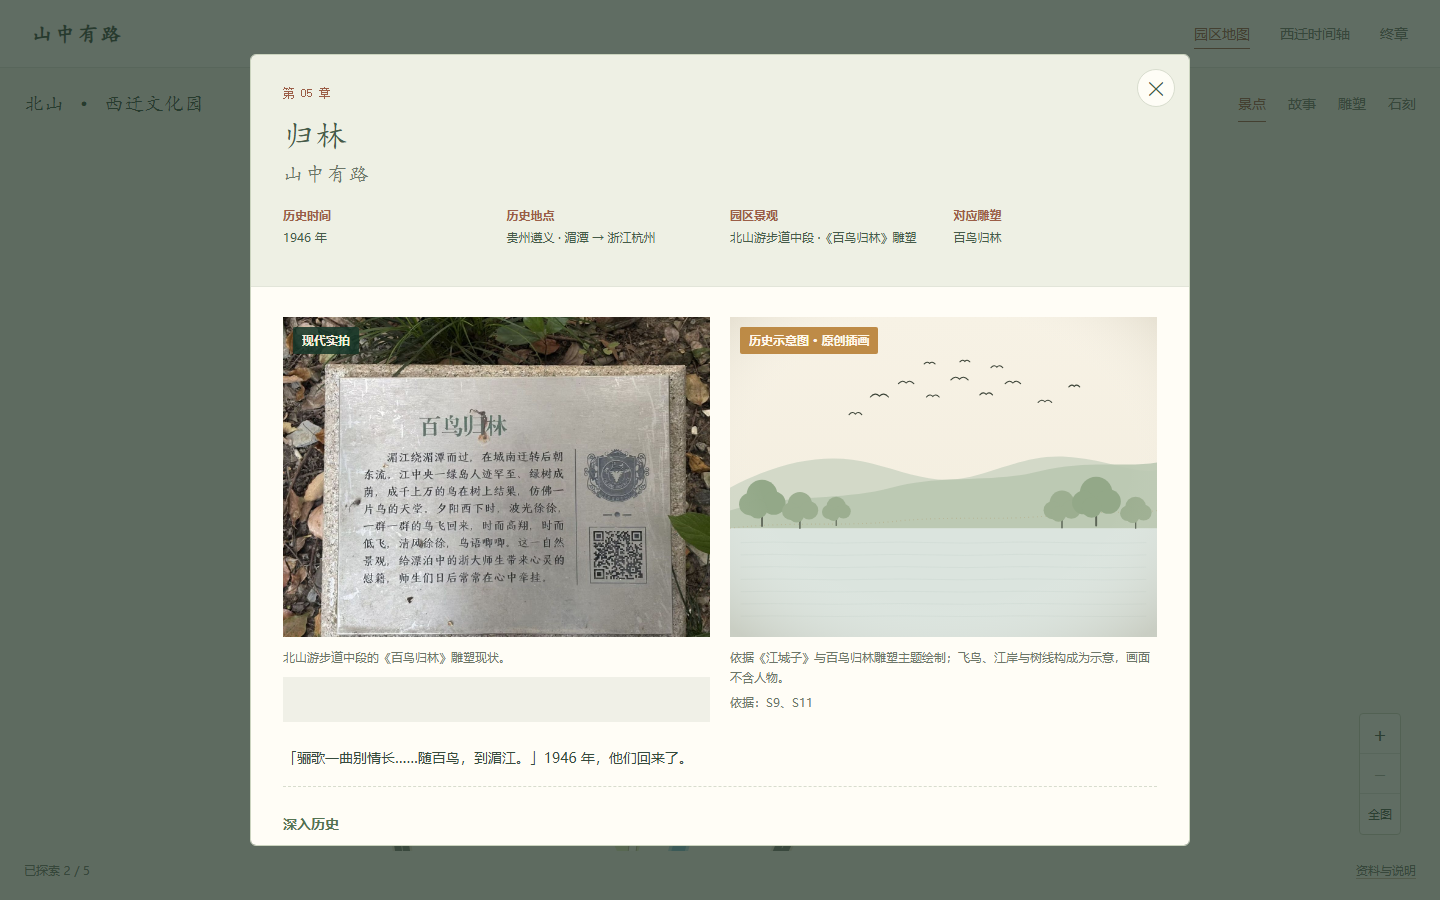 山中有路
园区地图
西迁时间轴
终章
北山 • 西迁文化园
景点
故事
雕塑
石刻
第 05 章
归林
山中有路
历史时间
1946 年
历史地点
贵州遵义 · 湄潭 → 浙江杭州
园区景观
北山游步道中段 ·《百鸟归林》雕塑
对应雕塑
百鸟归林
现代实拍
百鸟归林
湄江绕湄潭而过，在城南迁转后朝
东流。江中央一绿岛人迹罕至，绿树成
荫，成千上万的鸟在树上结巢，仿佛一
片鸟的天堂。夕阳西下时，波光徐徐，
一群一群的鸟飞回来，时而高翔，时而
低飞，清风徐徐，鸟语唧唧。这一自然
景观，给漂泊中的浙大师生带来心灵的
慰籍，师生们日后常常在心中牵挂。
历史示意图 • 原创插画
北山游步道中段的《百鸟归林》雕塑现状。
依据《江城子》与百鸟归林雕塑主题绘制；飞鸟、江岸与树线构成为示意，画面
不含人物。
依据：S9、S11
「骊歌一曲别情长……随百鸟，到湄江。」1946 年，他们回来了。
深入历史
+
−
全图
已探索 2 / 5
资料与说明